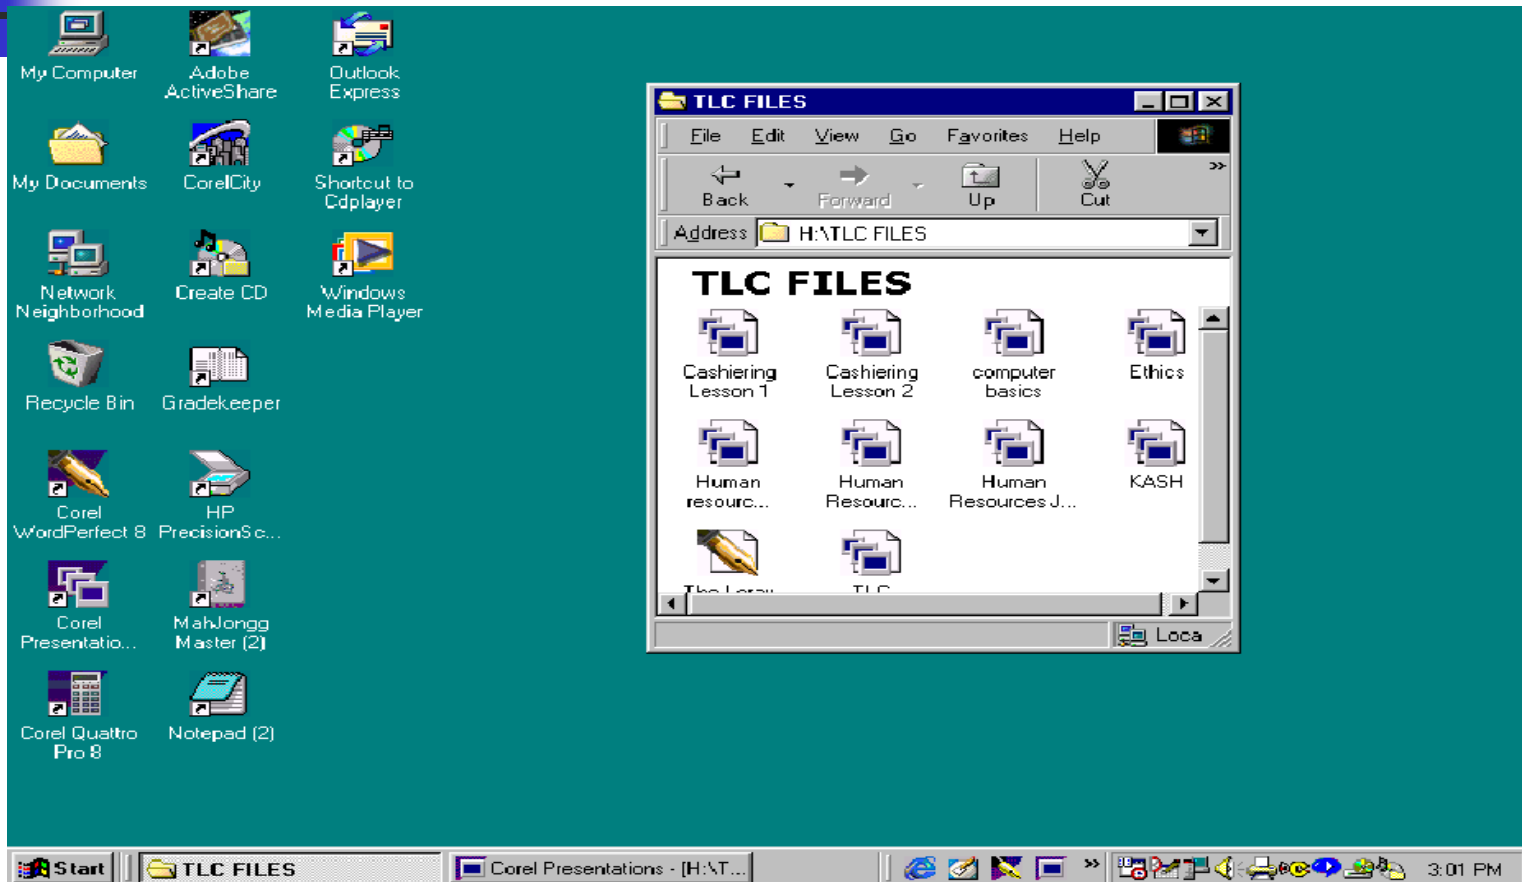 My Computer
Adobe
ActiveShare
Outlook
Express
My Documents
CorelCity
Shortcut to
Cdplayer
Network
Neighborhood
Create CD
Windows
Media Player
Recycle Bin
Gradekeeper
Corel
WordPerfect 8
HP
PrecisionSc...
Corel
Presentatio...
MahJongg
Master (2)
Corel Quattro
Pro 8
Notepad (2)
TLC FILES
File Edit View Go Favorites Help
Back Forward Up Cut »
Address H:\TLC FILES
TLC FILES
Cashiering
Lesson 1
Cashiering
Lesson 2
computer
basics
Ethics
Human
resourc...
Human
Resourc...
Human
Resources J...
KASH
The
TLC
Loca
Start TLC FILES Corel Presentations - [H:\T... » 3:01 PM